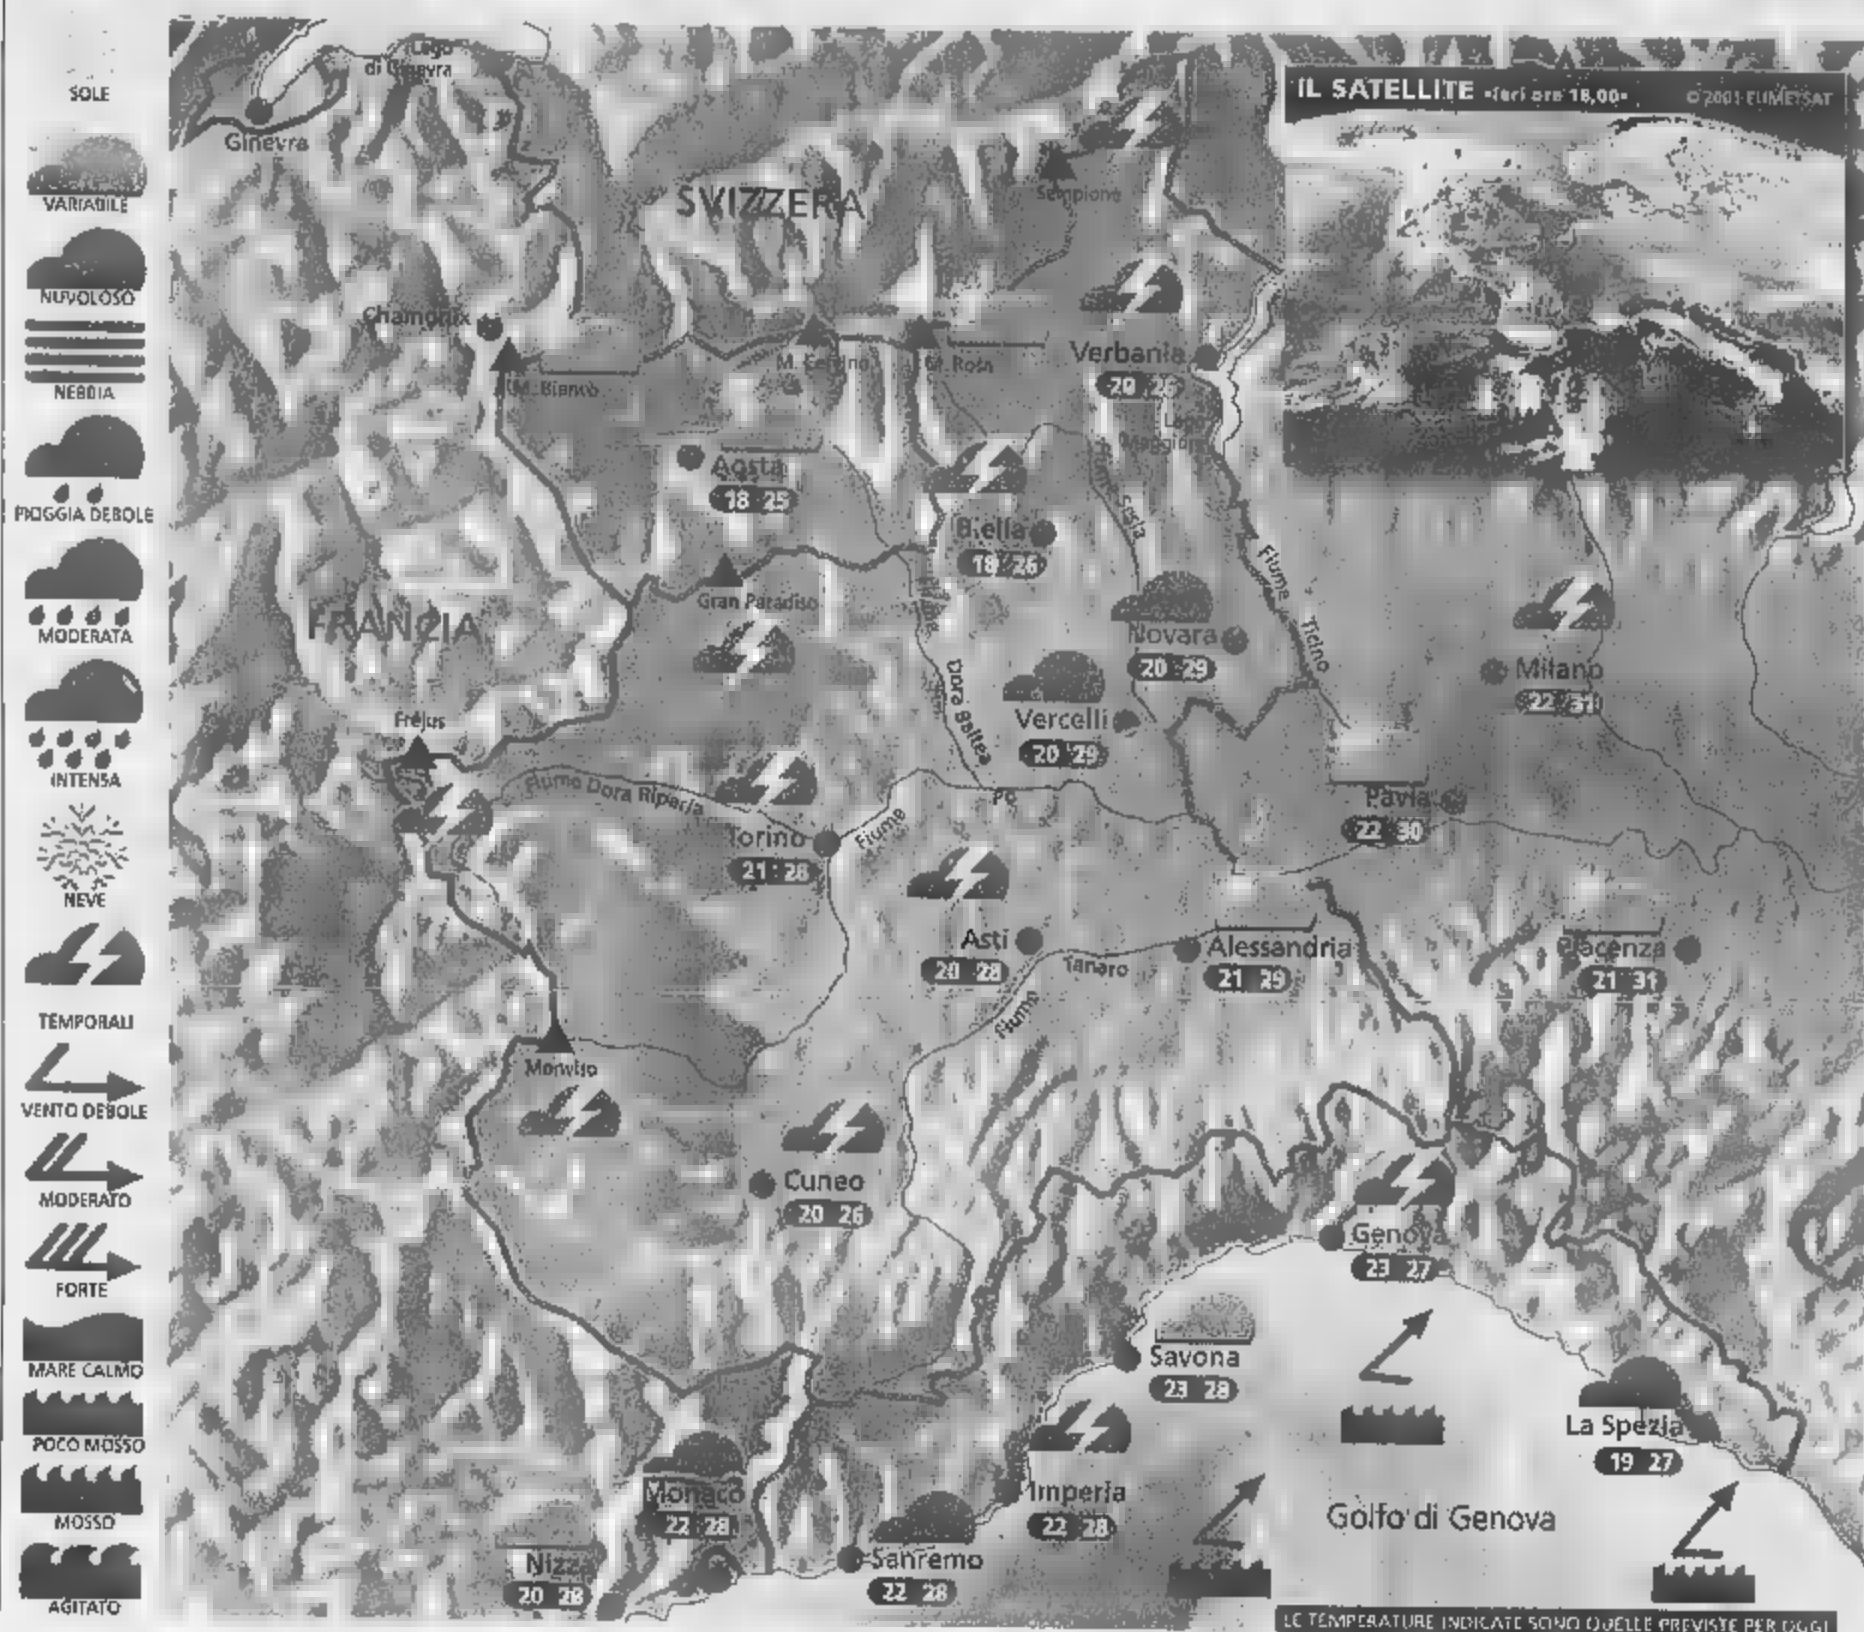 SOLE
VARIABILE
NUVOLOSO
NEBBIA
PIOGGIA DEBOLE
MODERATA
INTENSA
NEVE
TEMPORALI
VENTO DEBOLE
MODERATO
FORTE
MARE CALMO
POCO MOSSO
MOSSO
AGITATO
Lago
di Ginevra
Ginevra
SVIZZERA
Sempione
IL SATELLITE •Ieri ore 18,00•
© 2001 EUMETSAT
Chamonix
M. Bianco
M. Cervino
M. Rosa
Verbania
20 26
Lago
Maggiore
Aosta
18 25
Biella
18 26
Fiume Sesia
Gran Paradiso
FRANCIA
Novara
20 29
Fiume Ticino
Milano
22 31
Vercelli
20 29
Fiume
Dora Baltea
Fréjus
Fiume Dora Riparia
Torino
21 28
Fiume
Po
Pavia
22 30
Asti
20 28
Tanaro
Fiume
Alessandria
21 29
Piacenza
21 31
Monviso
Cuneo
20 26
Genova
23 27
Savona
23 28
La Spezia
19 27
Monaco
22 28
Imperia
22 28
Golfo di Genova
Nizza
20 28
Sanremo
22 28
LE TEMPERATURE INDICATE SONO QUELLE PREVISTE PER OGGI